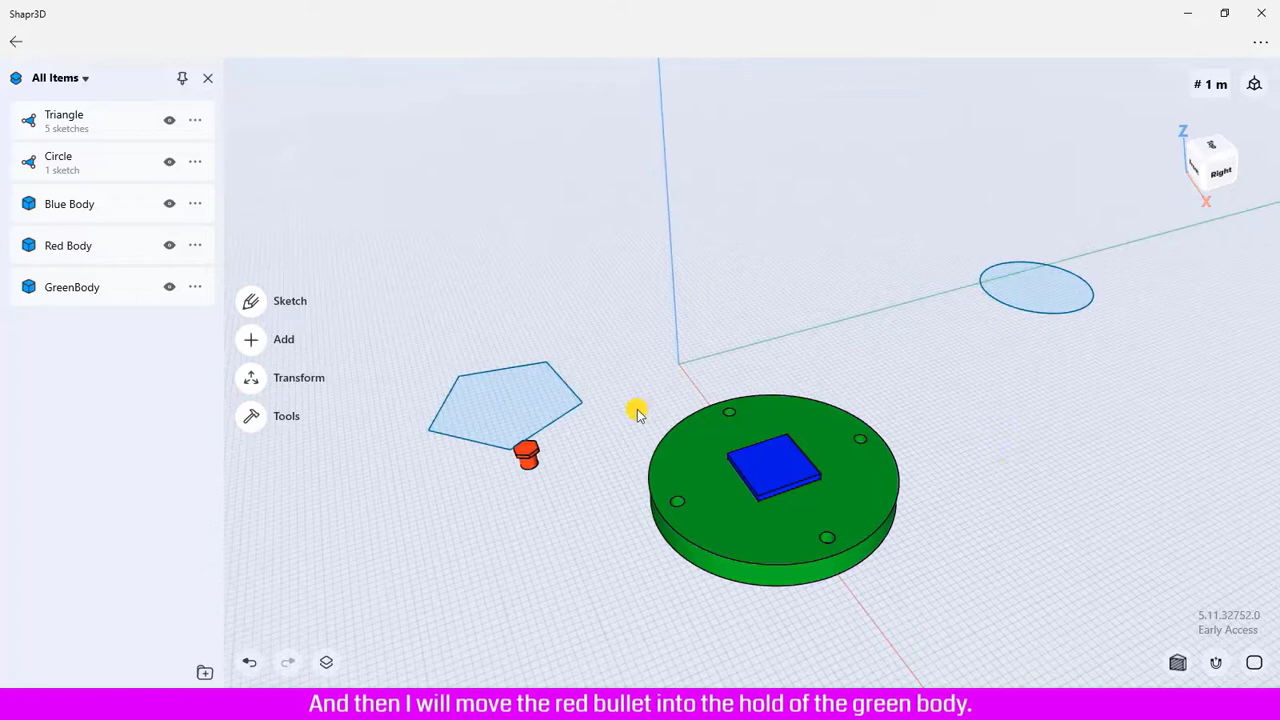 Shapr3D
All Items
# 1 m
Triangle
5 sketches
Z
Right
X
Circle
1 sketch
Blue Body
Red Body
GreenBody
Sketch
Add
Transform
Tools
5.11.32752.0
Early Access
And then I will move the red bullet into the hold of the green body.